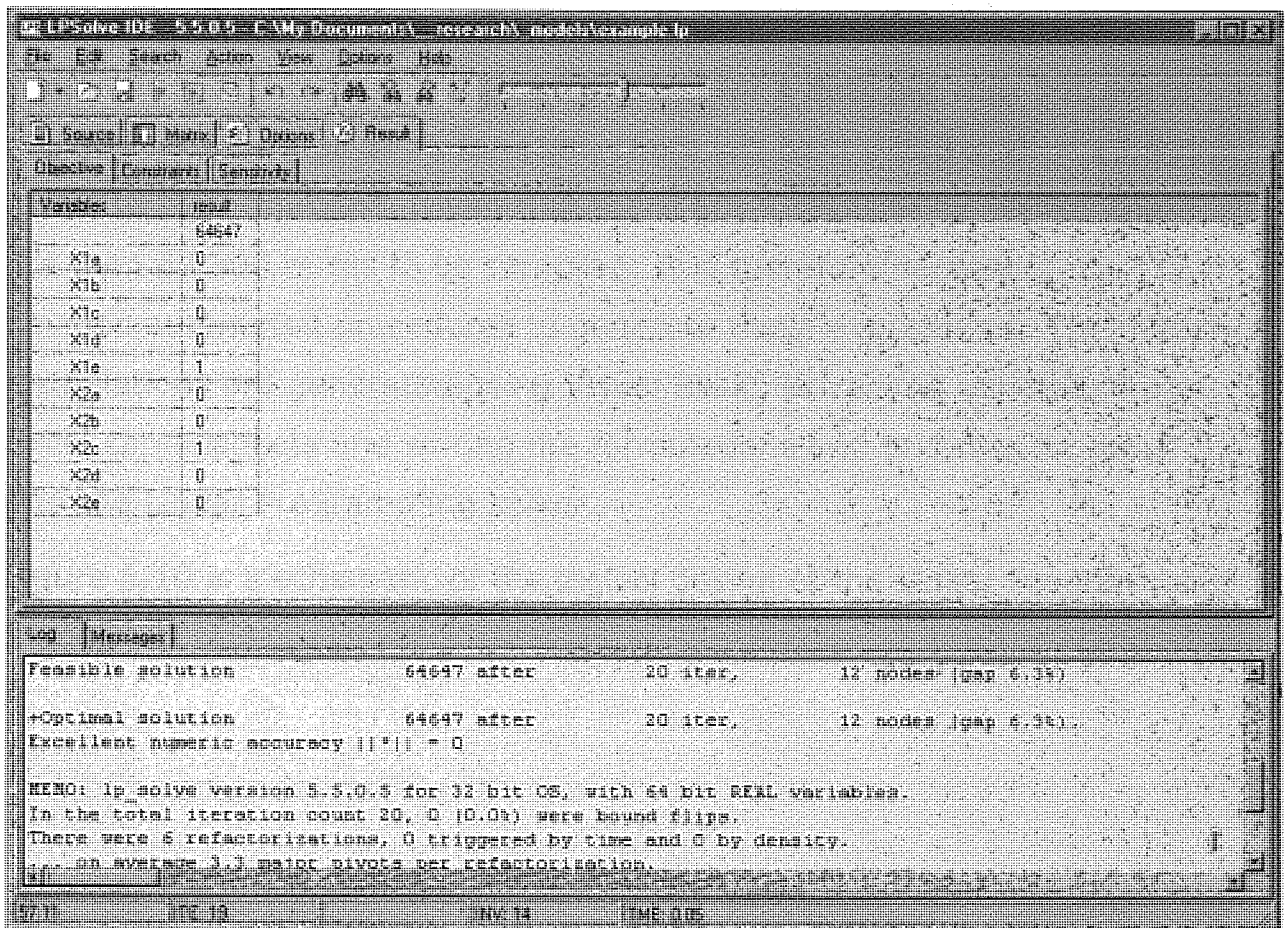 LPSolve IDE - 5.5.0.5 - C:\My Documents\__research\_models\example.lp
File Edit Search Action View Options Help
Source Matrix Options Result
Objective Constraints Sensitivity
Variables result
64647
X1a 0
X1b 0
X1c 0
X1d 0
X1e 1
X2a 0
X2b 0
X2c 1
X2d 0
X2e 0
Log Messages
Feasible solution 64647 after 20 iter, 12 nodes (gap 6.3%)
+Optimal solution 64647 after 20 iter, 12 nodes (gap 6.3%).
Excellent numeric accuracy ||*|| = 0
MEMO: lp_solve version 5.5.0.5 for 32 bit OS, with 64 bit REAL variables.
In the total iteration count 20, 0 (0.0%) were bound flips.
There were 6 refactorizations, 0 triggered by time and 0 by density.
... on average 3.3 major pivots per refactorization.
INV: 14 TME: 0.05